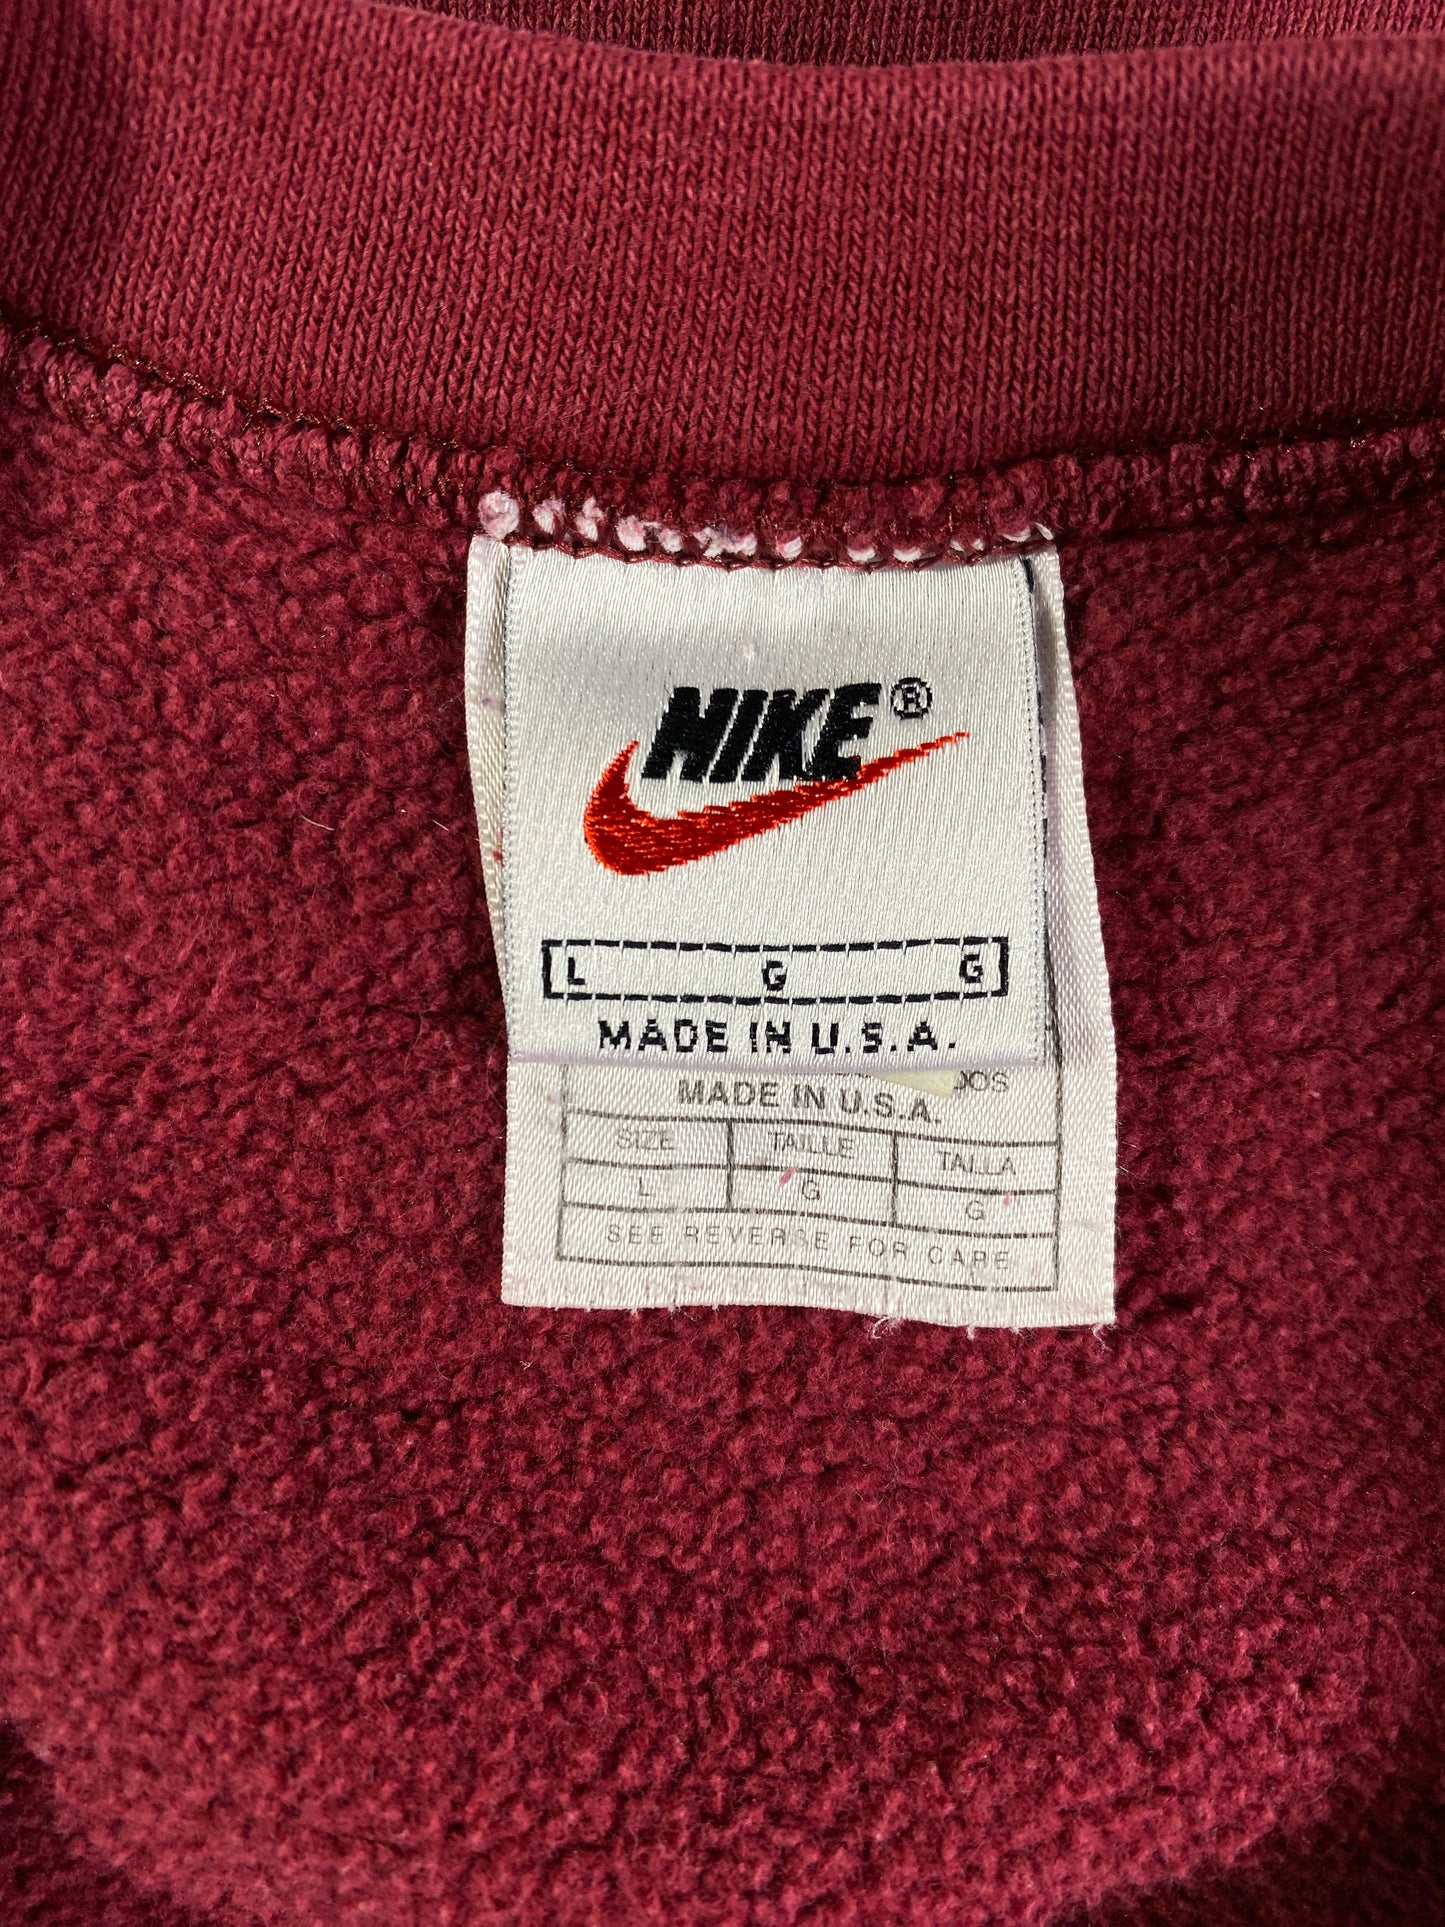 NIKE®
L G G
MADE IN U.S.A.
MADE IN U.S.A.
SIZE TAILLE TALLA
L G G
SEE REVERSE FOR CARE